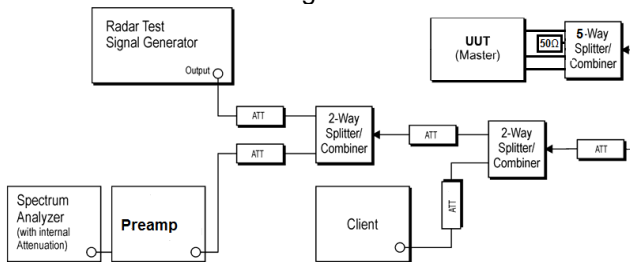 Radar Test
Signal Generator
Output
UUT
(Master)
50Ω
5-Way
Splitter/
Combiner
ATT
ATT
2-Way
Splitter/
Combiner
ATT
2-Way
Splitter/
Combiner
ATT
ATT
Spectrum
Analyzer
(with internal
Attenuation)
Preamp
Client